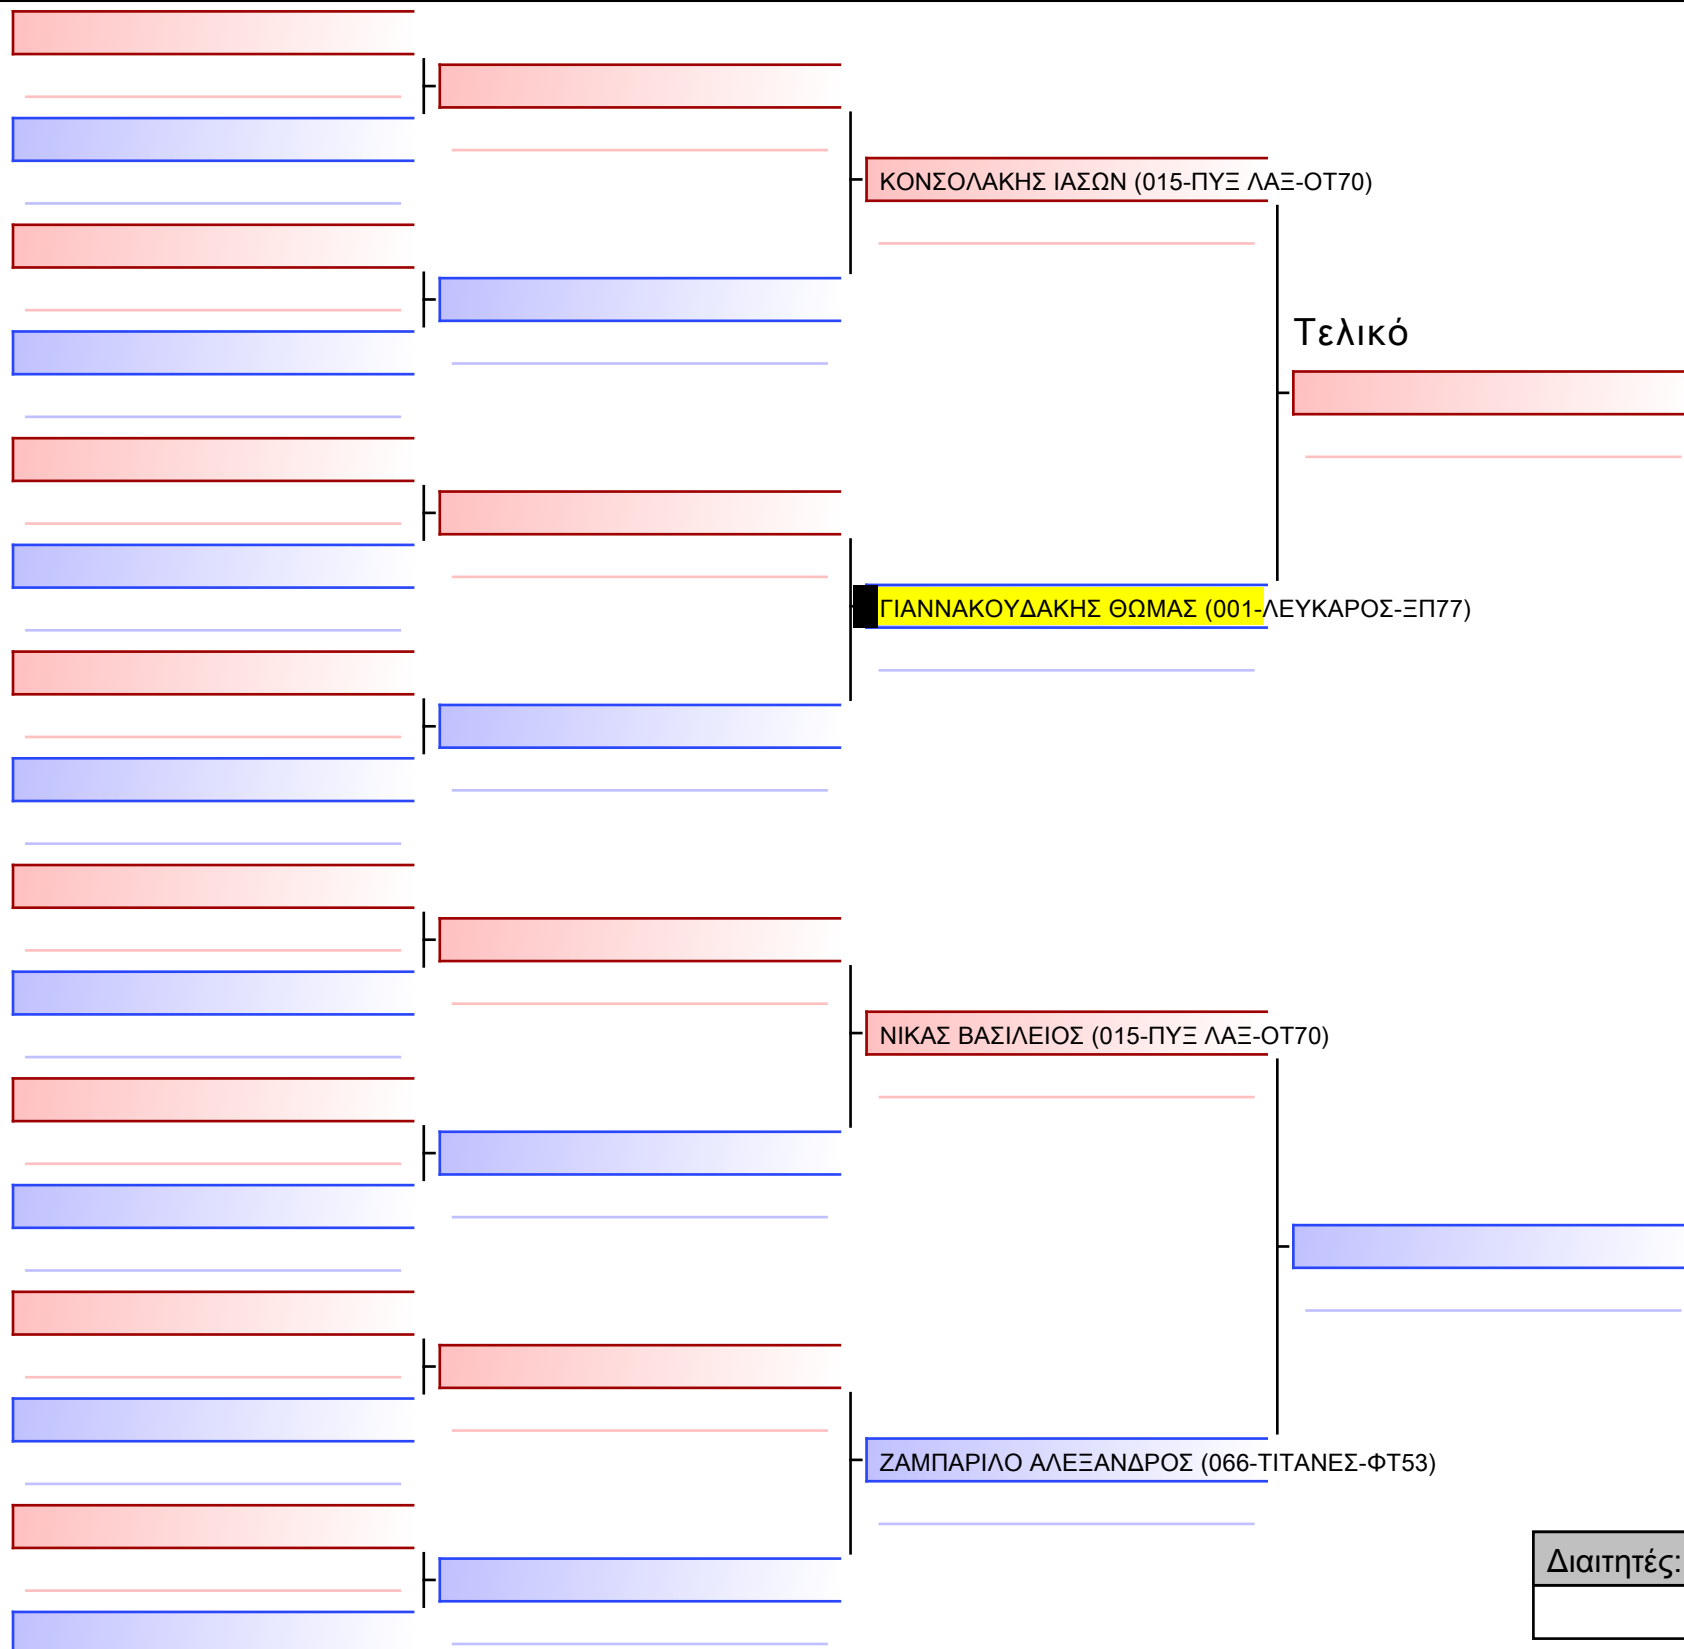 ΚΟΝΣΟΛΑΚΗΣ ΙΑΣΩΝ (015-ΠΥΞ ΛΑΞ-ΟΤ70)
Τελικό
ΓΙΑΝΝΑΚΟΥΔΑΚΗΣ ΘΩΜΑΣ (001-ΛΕΥΚΑΡΟΣ-ΞΠ77)
ΝΙΚΑΣ ΒΑΣΙΛΕΙΟΣ (015-ΠΥΞ ΛΑΞ-ΟΤ70)
ΖΑΜΠΑΡΙΛΟ ΑΛΕΞΑΝΔΡΟΣ (066-ΤΙΤΑΝΕΣ-ΦΤ53)
Διαιτητές: